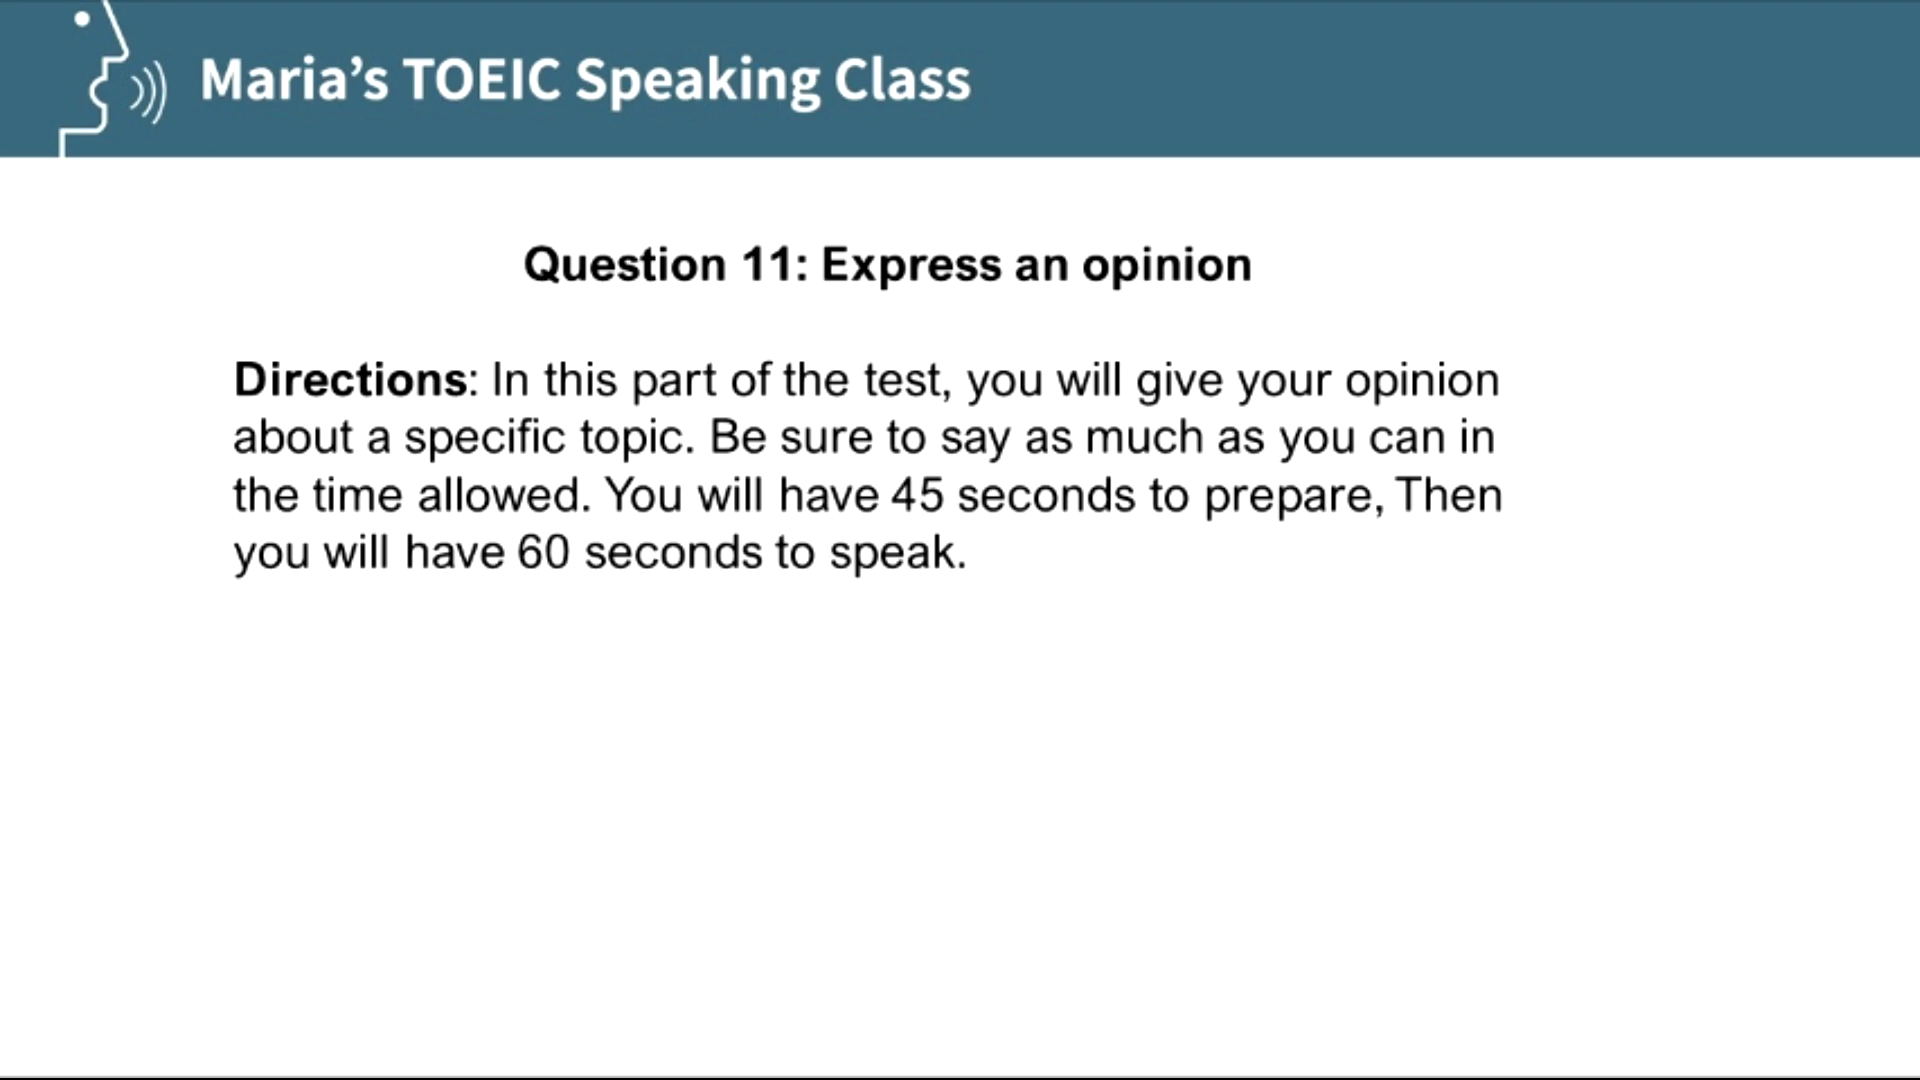 Maria’s TOEIC Speaking Class
Question 11: Express an opinion
Directions: In this part of the test, you will give your opinion
about a specific topic. Be sure to say as much as you can in
the time allowed. You will have 45 seconds to prepare, Then
you will have 60 seconds to speak.